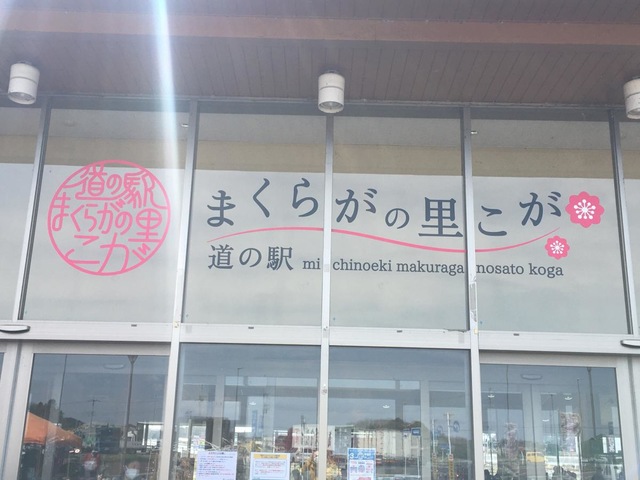 道の駅
まくらがの里
こが
まくらがの里こが
道の駅 michinoeki makuraganosato koga